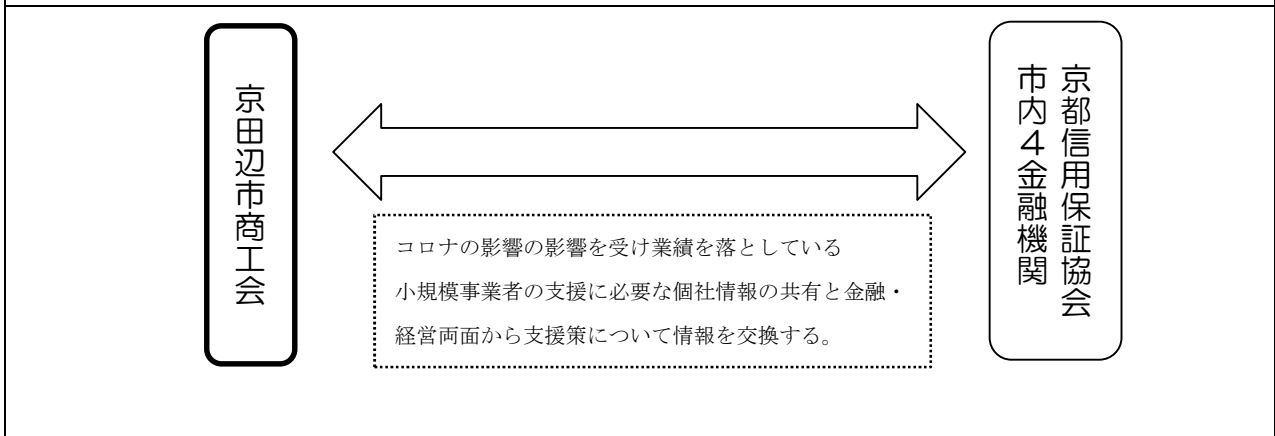 京田辺市商工会
コロナの影響の影響を受け業績を落としている
小規模事業者の支援に必要な個社情報の共有と金融・
経営両面から支援策について情報を交換する。
京都信用保証協会
市内４金融機関